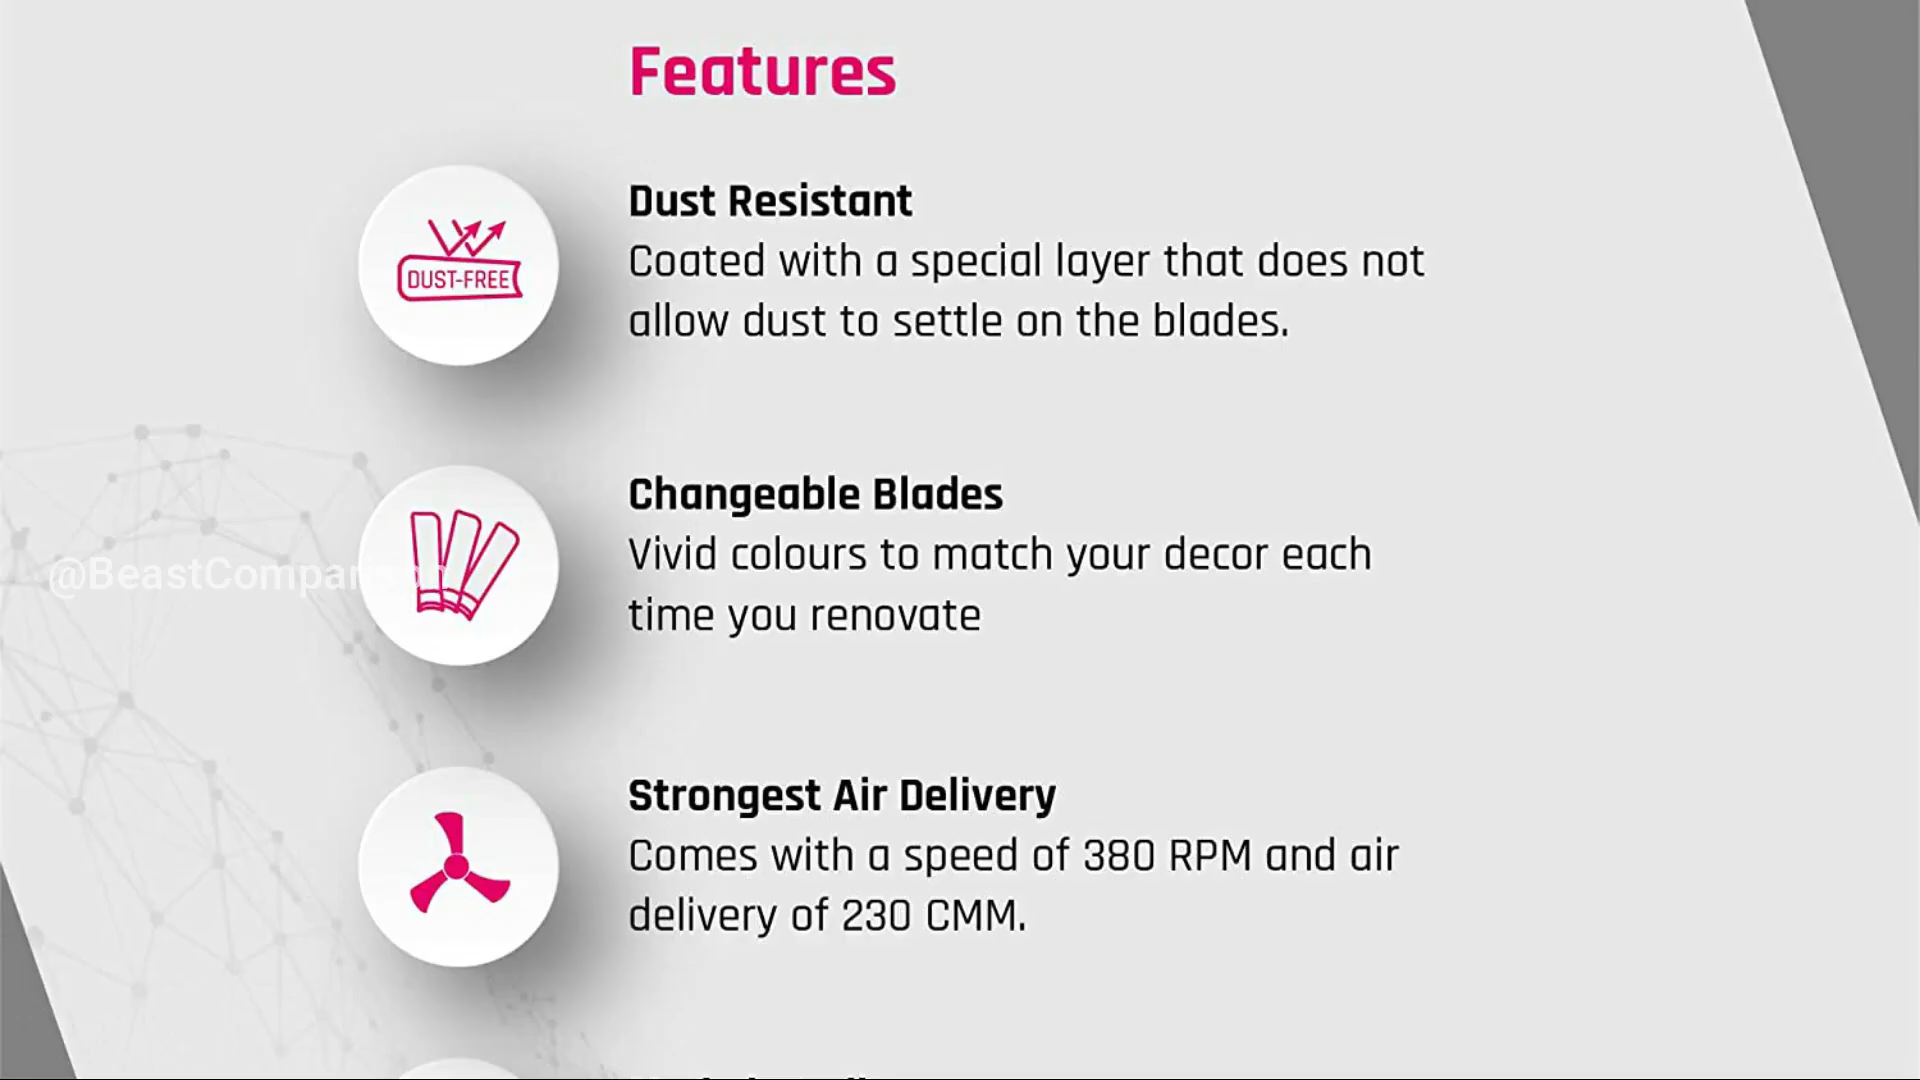 Features
DUST-FREE
Dust Resistant
Coated with a special layer that does not
allow dust to settle on the blades.
Changeable Blades
Vivid colours to match your decor each
time you renovate
@BeastComparison
Strongest Air Delivery
Comes with a speed of 380 RPM and air
delivery of 230 CMM.